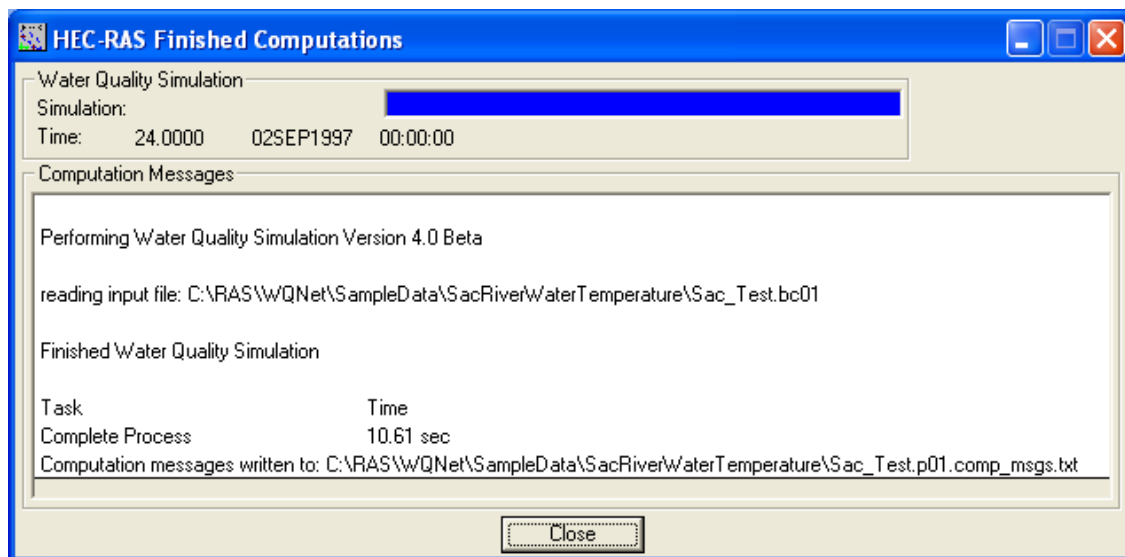 HEC-RAS Finished Computations
Water Quality Simulation
Simulation:
Time: 24.0000 02SEP1997 00:00:00
Computation Messages
Performing Water Quality Simulation Version 4.0 Beta
reading input file: C:\RAS\WQNet\SampleData\SacRiverWaterTemperature\Sac_Test.bc01
Finished Water Quality Simulation
Task Time
Complete Process 10.61 sec
Computation messages written to: C:\RAS\WQNet\SampleData\SacRiverWaterTemperature\Sac_Test.p01.comp_msgs.txt
Close